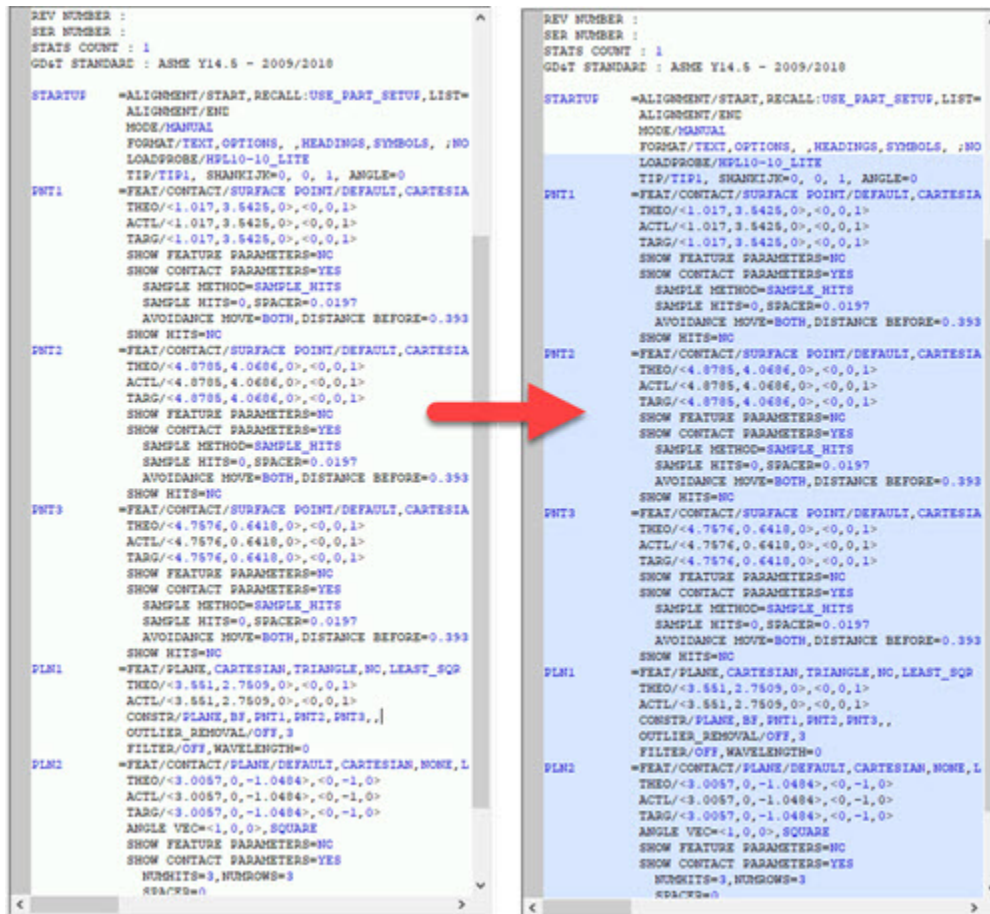 REV NUMBER :
SER NUMBER :
STATS COUNT : 1
GD&T STANDARD : ASME Y14.5 - 2009/2018
STARTUP =ALIGNMENT/START,RECALL:USE_PART_SETUP,LIST=
ALIGNMENT/END
MODE/MANUAL
FORMAT/TEXT,OPTIONS, ,HEADINGS,SYMBOLS, ;NO
LOADPROBE/HPL10-10_LITE
TIP/TIP1, SHANKIJK=0, 0, 1, ANGLE=0
PNT1 =FEAT/CONTACT/SURFACE POINT/DEFAULT,CARTESIA
THEO/<1.017,3.5425,0>,<0,0,1>
ACTL/<1.017,3.5425,0>,<0,0,1>
TARG/<1.017,3.5425,0>,<0,0,1>
SHOW FEATURE PARAMETERS=NO
SHOW CONTACT PARAMETERS=YES
SAMPLE METHOD=SAMPLE_HITS
SAMPLE HITS=0,SPACER=0.0197
AVOIDANCE MOVE=BOTH,DISTANCE BEFORE=0.393
SHOW HITS=NO
PNT2 =FEAT/CONTACT/SURFACE POINT/DEFAULT,CARTESIA
THEO/<4.8785,4.0686,0>,<0,0,1>
ACTL/<4.8785,4.0686,0>,<0,0,1>
TARG/<4.8785,4.0686,0>,<0,0,1>
SHOW FEATURE PARAMETERS=NO
SHOW CONTACT PARAMETERS=YES
SAMPLE METHOD=SAMPLE_HITS
SAMPLE HITS=0,SPACER=0.0197
AVOIDANCE MOVE=BOTH,DISTANCE BEFORE=0.393
SHOW HITS=NO
PNT3 =FEAT/CONTACT/SURFACE POINT/DEFAULT,CARTESIA
THEO/<4.7576,0.6418,0>,<0,0,1>
ACTL/<4.7576,0.6418,0>,<0,0,1>
TARG/<4.7576,0.6418,0>,<0,0,1>
SHOW FEATURE PARAMETERS=NO
SHOW CONTACT PARAMETERS=YES
SAMPLE METHOD=SAMPLE_HITS
SAMPLE HITS=0,SPACER=0.0197
AVOIDANCE MOVE=BOTH,DISTANCE BEFORE=0.393
SHOW HITS=NO
PLN1 =FEAT/PLANE,CARTESIAN,TRIANGLE,NO,LEAST_SQR
THEO/<3.551,2.7509,0>,<0,0,1>
ACTL/<3.551,2.7509,0>,<0,0,1>
CONSTR/PLANE,BF,PNT1,PNT2,PNT3,,
OUTLIER_REMOVAL/OFF,3
FILTER/OFF,WAVELENGTH=0
PLN2 =FEAT/CONTACT/PLANE/DEFAULT,CARTESIAN,NONE,L
THEO/<3.0057,0,-1.0484>,<0,-1,0>
ACTL/<3.0057,0,-1.0484>,<0,-1,0>
TARG/<3.0057,0,-1.0484>,<0,-1,0>
ANGLE VEC=<1,0,0>,SQUARE
SHOW FEATURE PARAMETERS=NO
SHOW CONTACT PARAMETERS=YES
NUMHITS=3,NUMROWS=3
SPACER=0
REV NUMBER :
SER NUMBER :
STATS COUNT : 1
GD&T STANDARD : ASME Y14.5 - 2009/2018
STARTUP =ALIGNMENT/START,RECALL:USE_PART_SETUP,LIST=
ALIGNMENT/END
MODE/MANUAL
FORMAT/TEXT,OPTIONS, ,HEADINGS,SYMBOLS, ;NO
LOADPROBE/HPL10-10_LITE
TIP/TIP1, SHANKIJK=0, 0, 1, ANGLE=0
PNT1 =FEAT/CONTACT/SURFACE POINT/DEFAULT,CARTESIA
THEO/<1.017,3.5425,0>,<0,0,1>
ACTL/<1.017,3.5425,0>,<0,0,1>
TARG/<1.017,3.5425,0>,<0,0,1>
SHOW FEATURE PARAMETERS=NO
SHOW CONTACT PARAMETERS=YES
SAMPLE METHOD=SAMPLE_HITS
SAMPLE HITS=0,SPACER=0.0197
AVOIDANCE MOVE=BOTH,DISTANCE BEFORE=0.393
SHOW HITS=NO
PNT2 =FEAT/CONTACT/SURFACE POINT/DEFAULT,CARTESIA
THEO/<4.8785,4.0686,0>,<0,0,1>
ACTL/<4.8785,4.0686,0>,<0,0,1>
TARG/<4.8785,4.0686,0>,<0,0,1>
SHOW FEATURE PARAMETERS=NO
SHOW CONTACT PARAMETERS=YES
SAMPLE METHOD=SAMPLE_HITS
SAMPLE HITS=0,SPACER=0.0197
AVOIDANCE MOVE=BOTH,DISTANCE BEFORE=0.393
SHOW HITS=NO
PNT3 =FEAT/CONTACT/SURFACE POINT/DEFAULT,CARTESIA
THEO/<4.7576,0.6418,0>,<0,0,1>
ACTL/<4.7576,0.6418,0>,<0,0,1>
TARG/<4.7576,0.6418,0>,<0,0,1>
SHOW FEATURE PARAMETERS=NO
SHOW CONTACT PARAMETERS=YES
SAMPLE METHOD=SAMPLE_HITS
SAMPLE HITS=0,SPACER=0.0197
AVOIDANCE MOVE=BOTH,DISTANCE BEFORE=0.393
SHOW HITS=NO
PLN1 =FEAT/PLANE,CARTESIAN,TRIANGLE,NO,LEAST_SQR
THEO/<3.551,2.7509,0>,<0,0,1>
ACTL/<3.551,2.7509,0>,<0,0,1>
CONSTR/PLANE,BF,PNT1,PNT2,PNT3,,
OUTLIER_REMOVAL/OFF,3
FILTER/OFF,WAVELENGTH=0
PLN2 =FEAT/CONTACT/PLANE/DEFAULT,CARTESIAN,NONE,L
THEO/<3.0057,0,-1.0484>,<0,-1,0>
ACTL/<3.0057,0,-1.0484>,<0,-1,0>
TARG/<3.0057,0,-1.0484>,<0,-1,0>
ANGLE VEC=<1,0,0>,SQUARE
SHOW FEATURE PARAMETERS=NO
SHOW CONTACT PARAMETERS=YES
NUMHITS=3,NUMROWS=3
SPACER=0